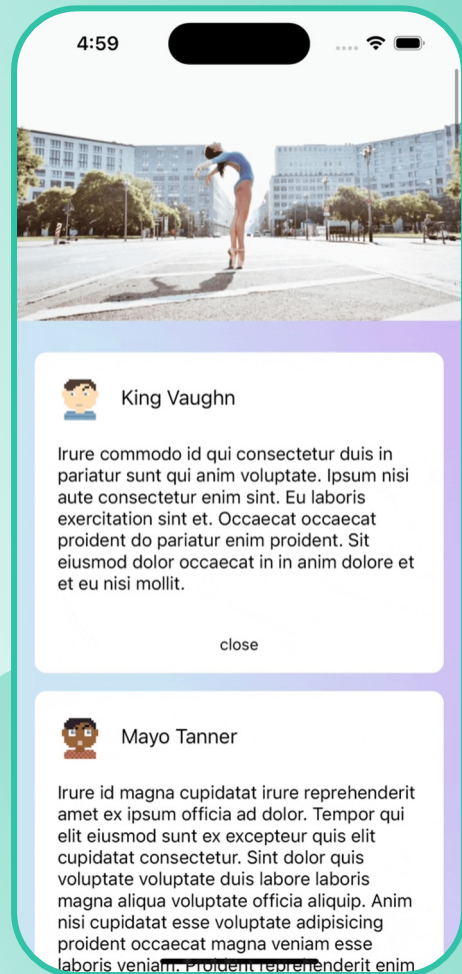 4:59
King Vaughn
Irure commodo id qui consectetur duis in
pariatur sunt qui anim voluptate. Ipsum nisi
aute consectetur enim sint. Eu laboris
exercitation sint et. Occaecat occaecat
proident do pariatur enim proident. Sit
eiusmod dolor occaecat in in anim dolore et
et eu nisi mollit.
close
Mayo Tanner
Irure id magna cupidatat irure reprehenderit
amet ex ipsum officia ad dolor. Tempor qui
elit eiusmod sunt ex excepteur quis elit
cupidatat consectetur. Sint dolor quis
voluptate voluptate duis labore laboris
magna aliqua voluptate officia aliquip. Anim
nisi cupidatat esse voluptate adipisicing
proident occaecat magna veniam esse
laboris veniam. Proident reprehenderit enim